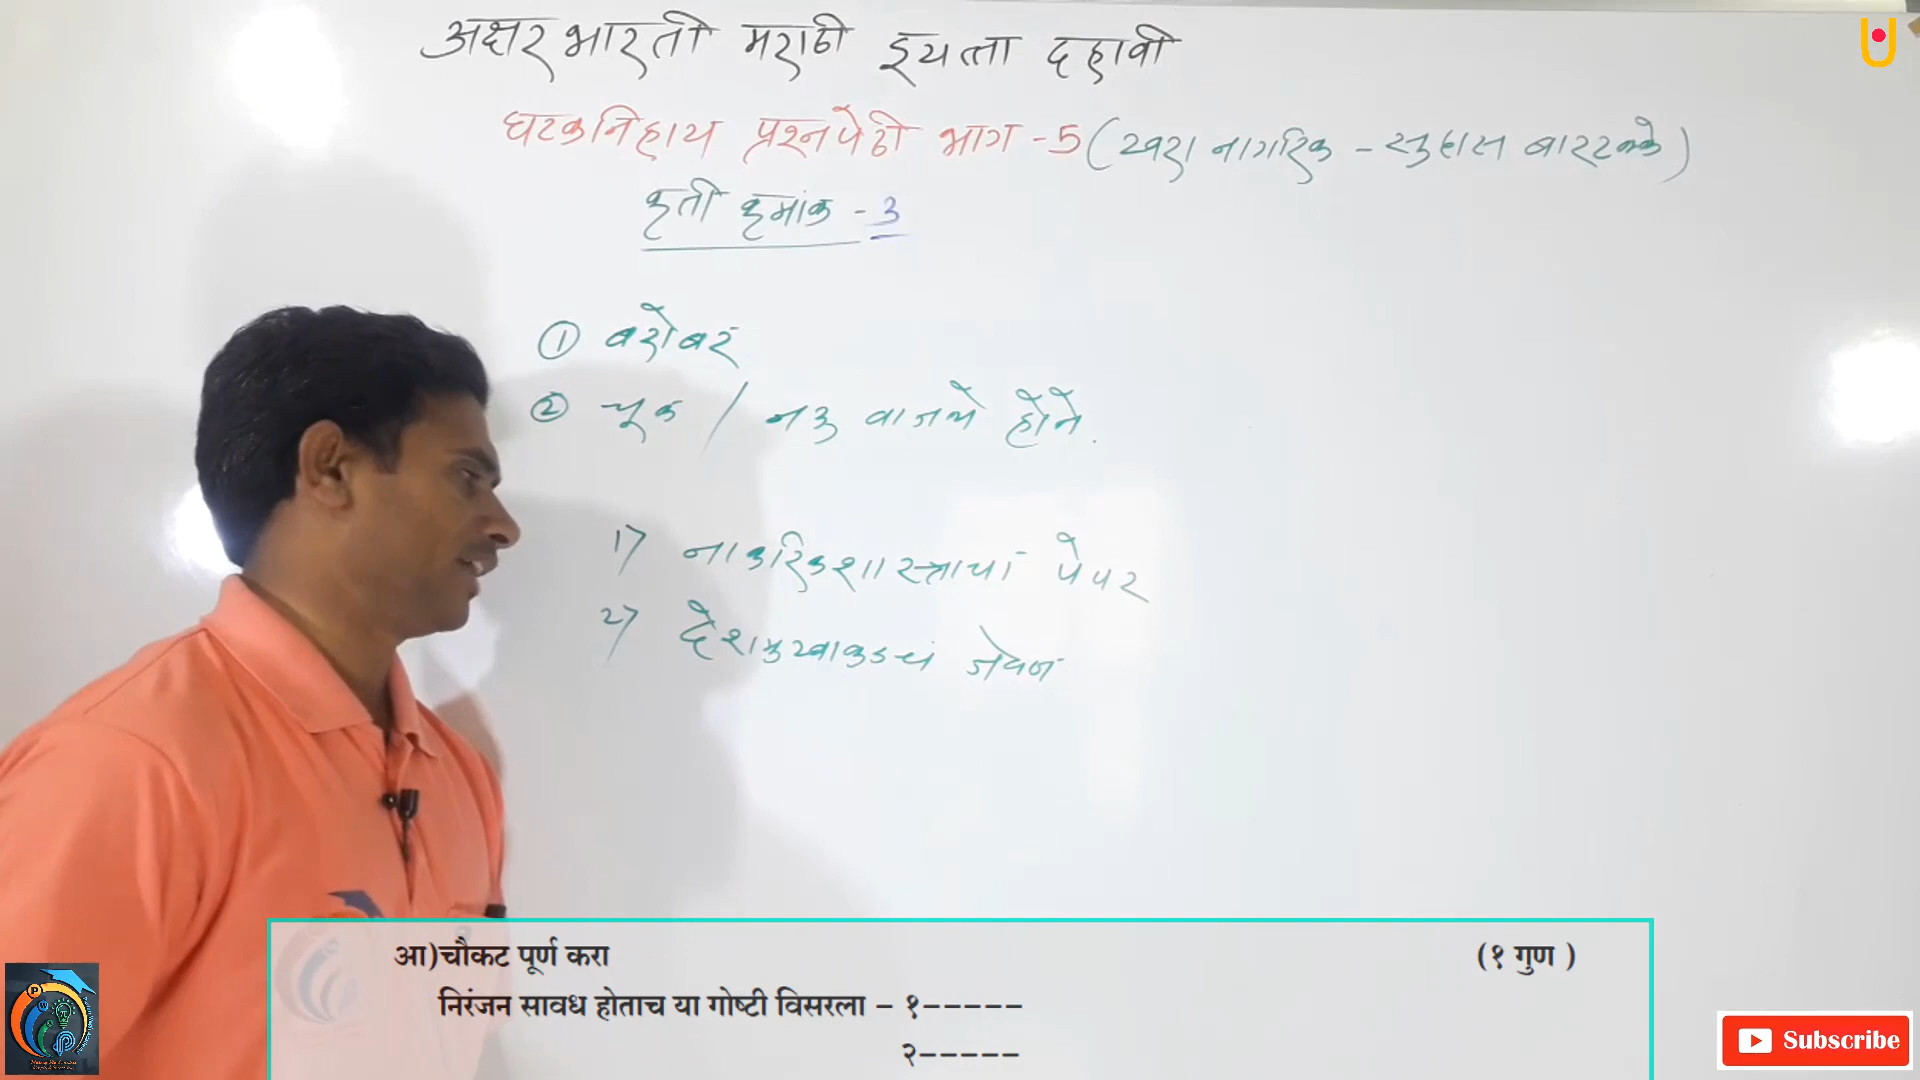 अक्षरभारती मराठी इयत्ता दहावी
घटकनिहाय प्रश्नपेढी भाग - 5 (खरा नागरिक - सुहास बारटक्के)
कृती क्रमांक - 3
① बरोबर
② चूक / नऊ वाजले होते.
1) नाकरिकशास्त्राचा पेपर
2) देशमुखाकडचं जेवण
आ)चौकट पूर्ण करा (१ गुण )
निरंजन सावध होताच या गोष्टी विसरला – १-----
२-----
Subscribe